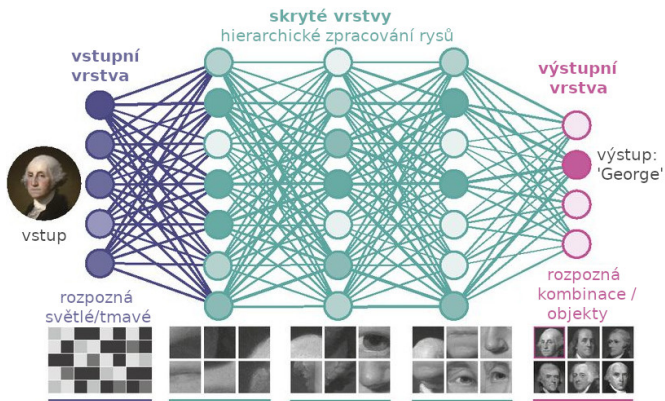 skryté vrstvy
hierarchické zpracování rysů
vstupní
vrstva
výstupní
vrstva
výstup:
'George'
vstup
rozpozná
světlé/tmavé
rozpozná
kombinace /
objekty